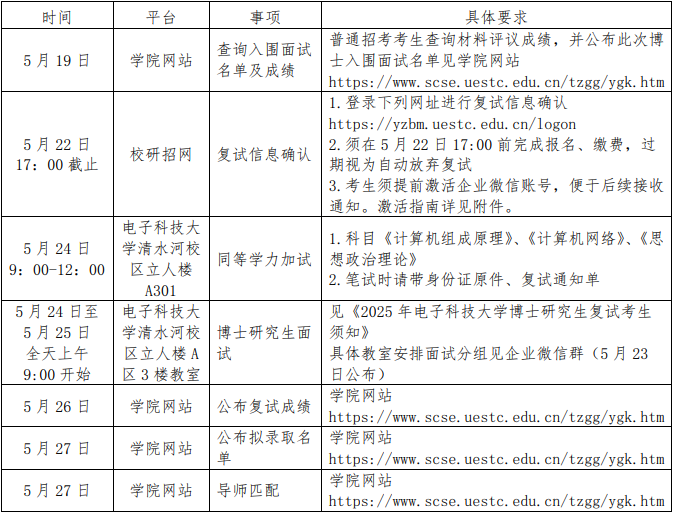 时间
平台
事项
具体要求
5 月 19 日
学院网站
查询入围面试
名单及成绩
普通招考考生查询材料评议成绩，并公布此次博
士入围面试名单见学院网站
https://www.scse.uestc.edu.cn/tzgg/ygk.htm
5 月 22 日
17：00 截止
校研招网
复试信息确认
1.登录下列网址进行复试信息确认
https://yzbm.uestc.edu.cn/logon
2.须在 5 月 22 日 17:00 前完成报名、缴费，过
期视为自动放弃复试
3.考生须提前激活企业微信账号，便于后续接收
通知。激活指南详见附件。
5 月 24 日
9：00-12：00
电子科技大
学清水河校
区立人楼
A301
同等学力加试
1.科目《计算机组成原理》、《计算机网络》、《思
想政治理论》
2.笔试时请带身份证原件、复试通知单
5 月 24 日至
5 月 25 日
全天上午
9:00 开始
电子科技大
学清水河校
区立人楼 A
区 3 楼教室
博士研究生面
试
见《2025 年电子科技大学博士研究生复试考生
须知》
具体教室安排面试分组见企业微信群（5 月 23
日公布）
5 月 26 日
学院网站
公布复试成绩
学院网站
https://www.scse.uestc.edu.cn/tzgg/ygk.htm
5 月 27 日
学院网站
公布拟录取名
单
学院网站
https://www.scse.uestc.edu.cn/tzgg/ygk.htm
5 月 27 日
学院网站
导师匹配
学院网站
https://www.scse.uestc.edu.cn/tzgg/ygk.htm